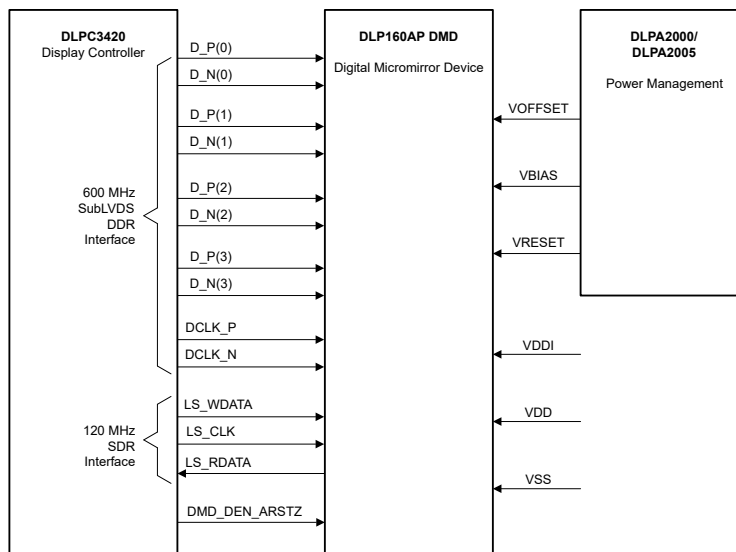 DLPC3420
Display Controller
DLP160AP DMD
Digital Micromirror Device
DLPA2000/
DLPA2005
Power Management
D_P(0)
D_N(0)
D_P(1)
D_N(1)
D_P(2)
D_N(2)
D_P(3)
D_N(3)
DCLK_P
DCLK_N
600 MHz
SubLVDS
DDR
Interface
LS_WDATA
LS_CLK
LS_RDATA
120 MHz
SDR
Interface
DMD_DEN_ARSTZ
VOFFSET
VBIAS
VRESET
VDDI
VDD
VSS